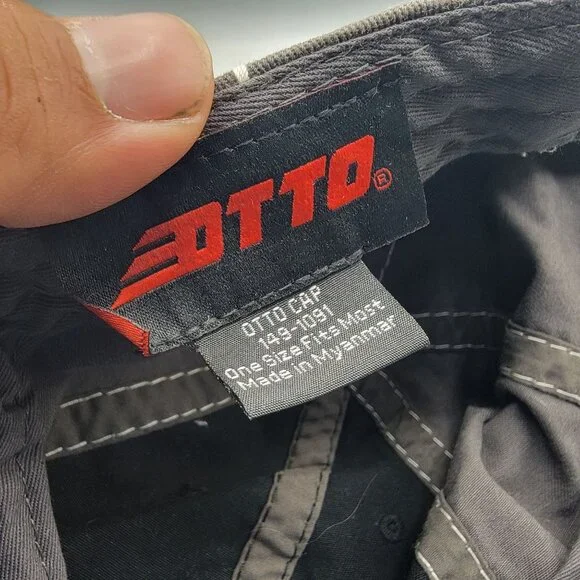 OTTO®
OTTO CAP
149-1091
One Size Fits Most
Made in Myanmar